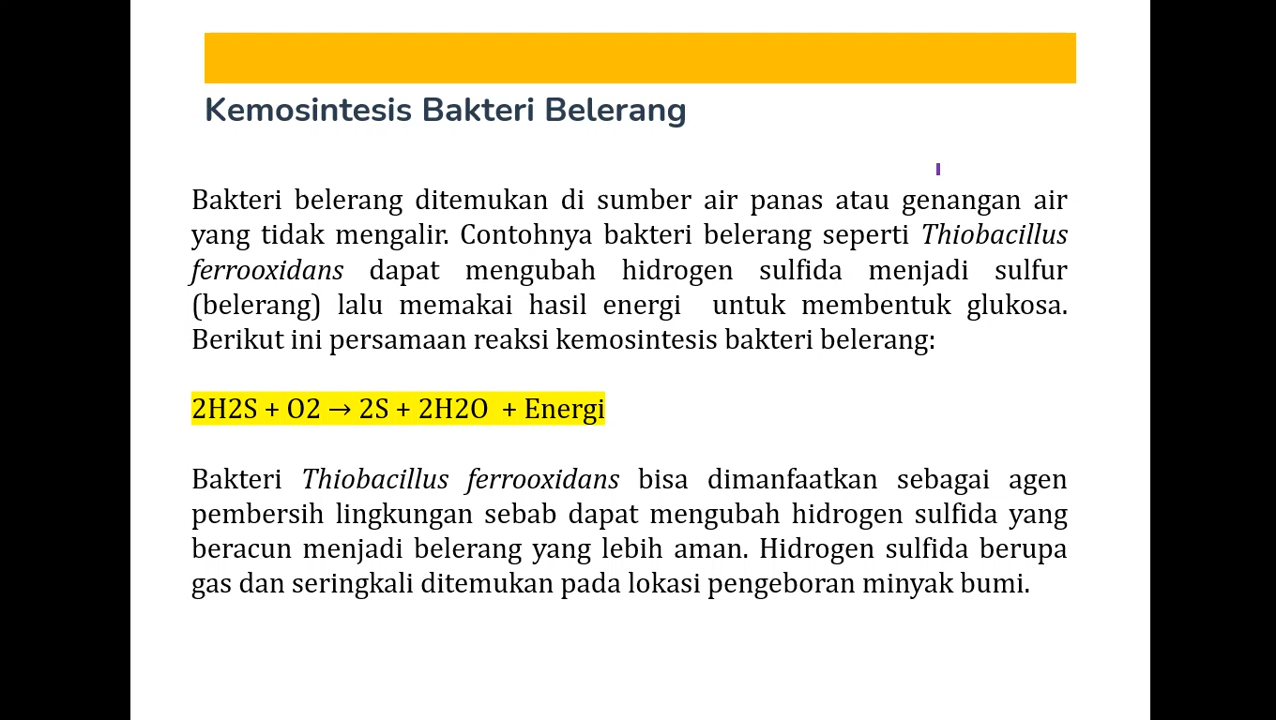 Kemosintesis Bakteri Belerang
Bakteri belerang ditemukan di sumber air panas atau genangan air
yang tidak mengalir. Contohnya bakteri belerang seperti Thiobacillus
ferrooxidans dapat mengubah hidrogen sulfida menjadi sulfur
(belerang) lalu memakai hasil energi untuk membentuk glukosa.
Berikut ini persamaan reaksi kemosintesis bakteri belerang:
2H2S + O2 → 2S + 2H2O + Energi
Bakteri Thiobacillus ferrooxidans bisa dimanfaatkan sebagai agen
pembersih lingkungan sebab dapat mengubah hidrogen sulfida yang
beracun menjadi belerang yang lebih aman. Hidrogen sulfida berupa
gas dan seringkali ditemukan pada lokasi pengeboran minyak bumi.